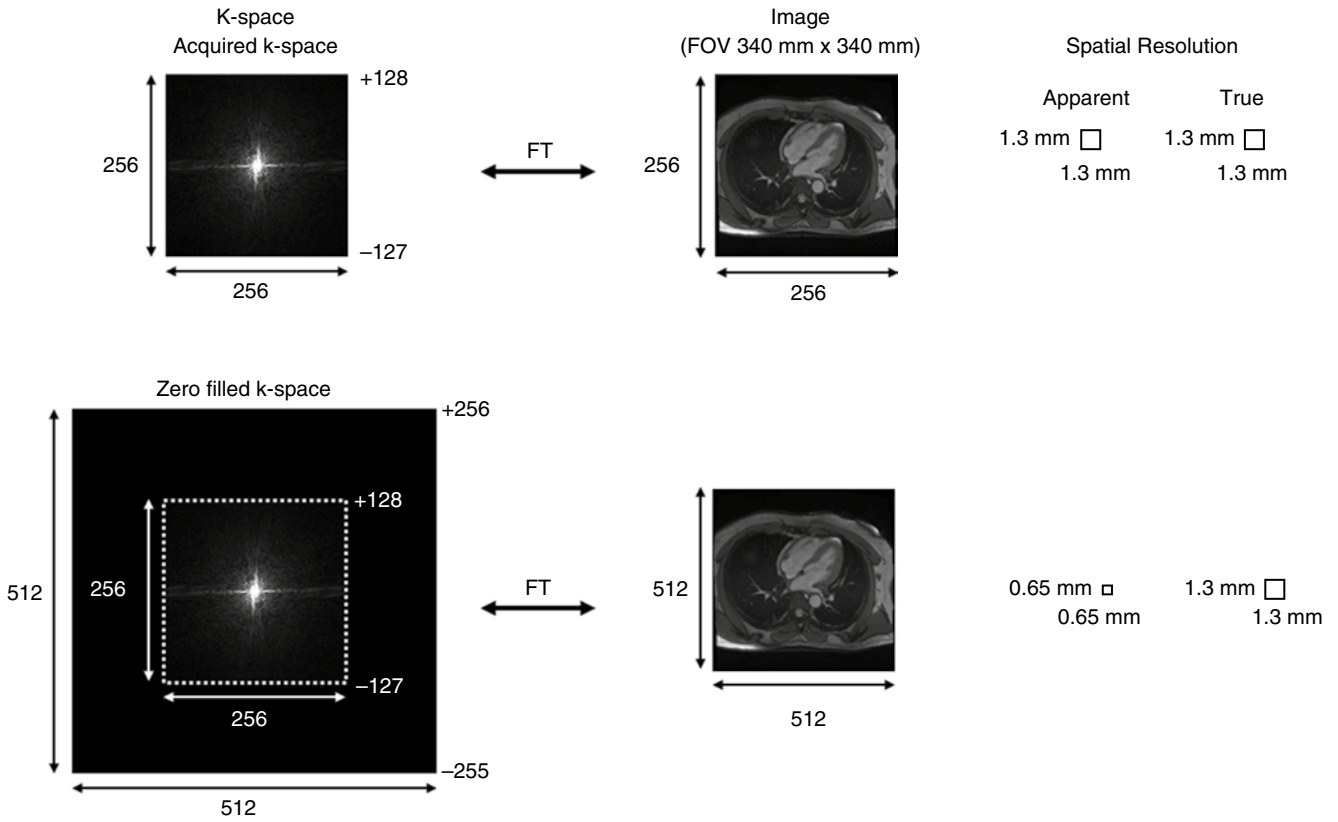 K-space
Acquired k-space
+128
256
–127
256
FT
Image
(FOV 340 mm x 340 mm)
256
256
Spatial Resolution
Apparent
True
1.3 mm
1.3 mm
1.3 mm
1.3 mm
Zero filled k-space
+256
+128
512
256
–127
256
–255
512
FT
512
512
0.65 mm
0.65 mm
1.3 mm
1.3 mm